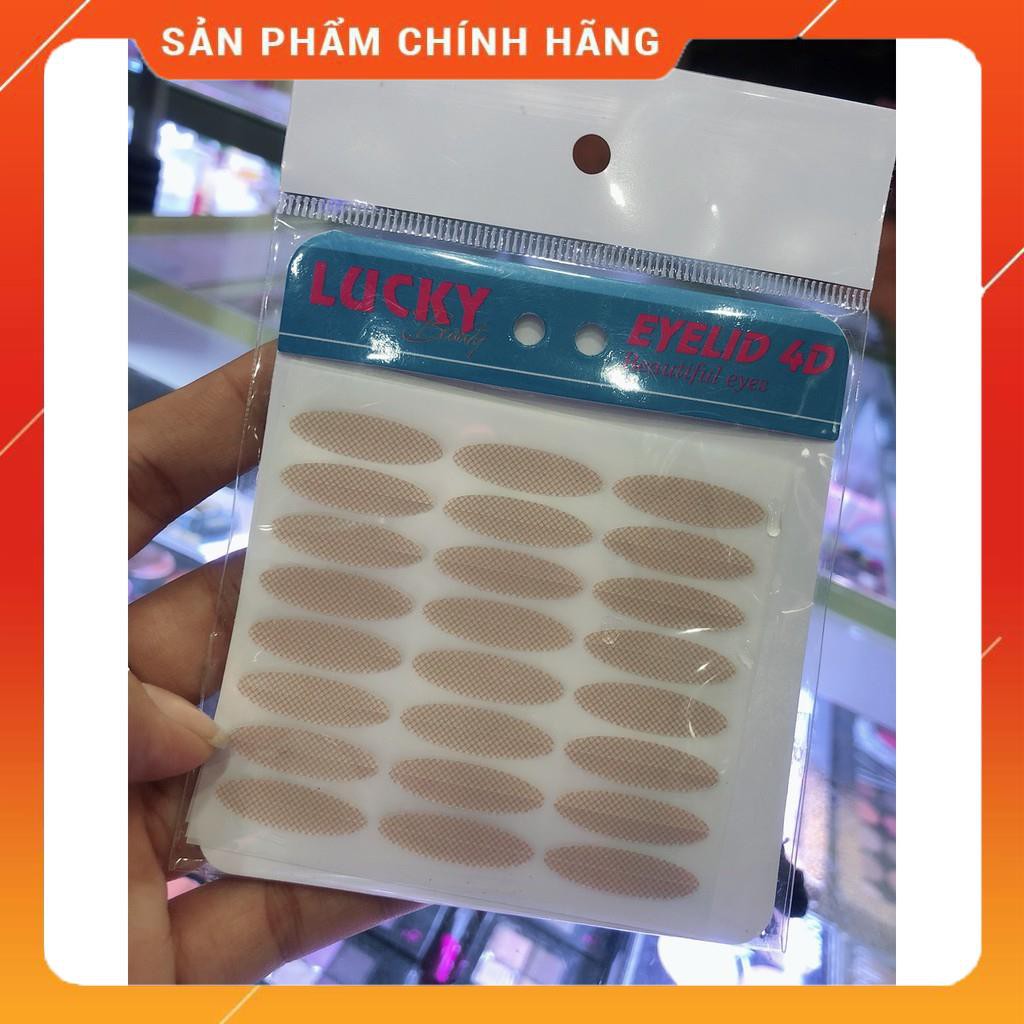 SẢN PHẨM CHÍNH HÃNG
LUCKY
Beauty
EYELID 4D
Beautiful eyes